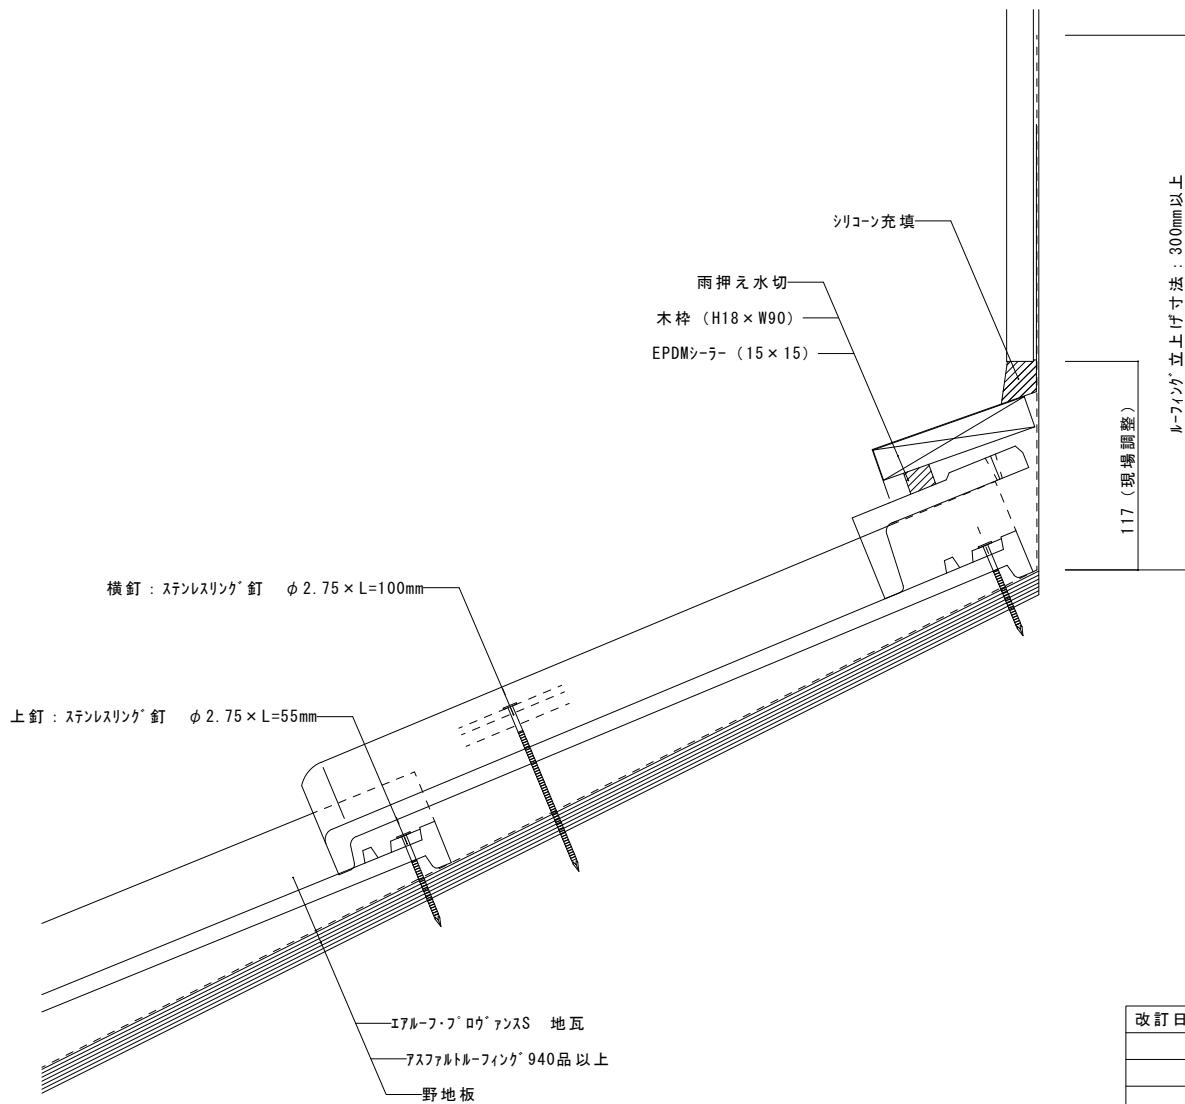 シリコーン充填
雨押え水切
木枠 (H18×W90)
EPDMシーラー (15×15)
ルーフィング立上げ寸法:300mm以上
117 (現場調整)
横釘:ステンレスリング釘 φ2.75×L=100mm
上釘:ステンレスリング釘 φ2.75×L=55mm
エアルーフ・プロヴァンスS 地瓦
アスファルトルーフィング940品以上
野地板
改訂日